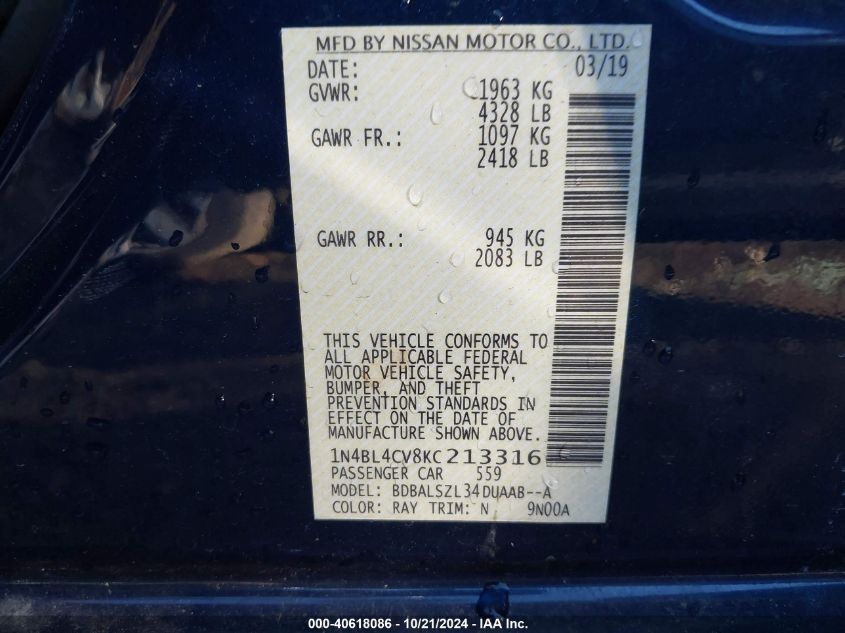 MFD BY NISSAN MOTOR CO., LTD.
DATE: 03/19
GVWR: 1963 KG
4328 LB
GAWR FR.: 1097 KG
2418 LB
GAWR RR.: 945 KG
2083 LB
THIS VEHICLE CONFORMS TO
ALL APPLICABLE FEDERAL
MOTOR VEHICLE SAFETY,
BUMPER, AND THEFT
PREVENTION STANDARDS IN
EFFECT ON THE DATE OF
MANUFACTURE SHOWN ABOVE.
1N4BL4CV8KC213316
PASSENGER CAR 559
MODEL: BDBALSZL34DUAAB--A
COLOR: RAY TRIM: N 9N00A
000-40618086 - 10/21/2024 - IAA Inc.